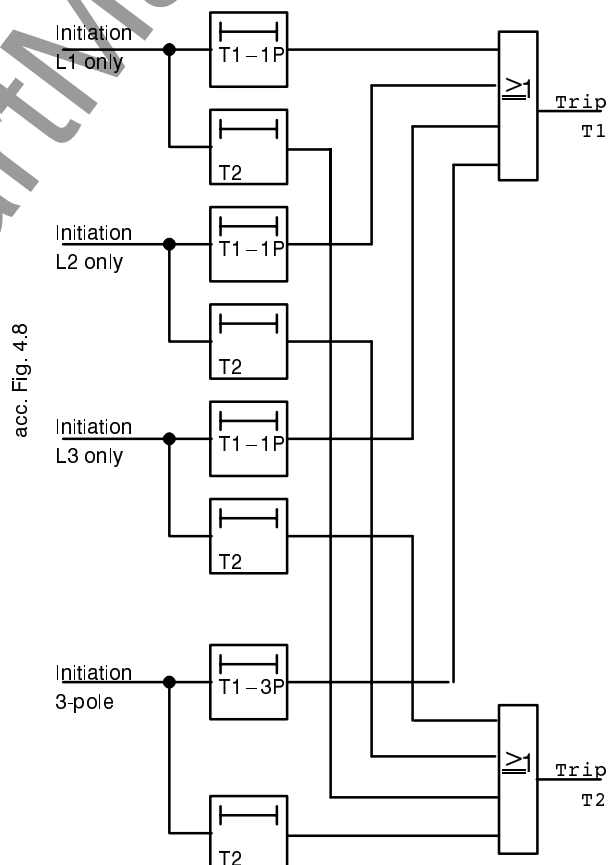 Initiation
L1 only
T1-1P
T2
Initiation
L2 only
T1-1P
T2
Initiation
L3 only
T1-1P
T2
Initiation
3-pole
T1-3P
T2
≥1
Trip
T1
≥1
Trip
T2
acc. Fig. 4.8